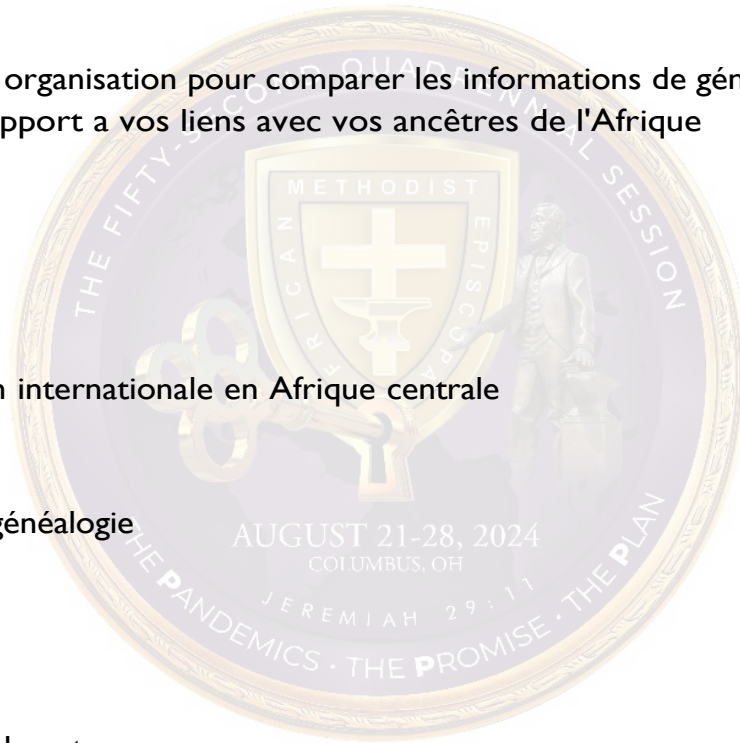 organisation pour comparer les informations de gén
pport a vos liens avec vos ancêtres de l'Afrique
THE FIFTY-SECOND QUADRENNIAL SESSION
AFRICAN METHODIST EPISCOPA
n internationale en Afrique centrale
généalogie
AUGUST 21-28, 2024
COLUMBUS, OH
JEREMIAH 29:11
THE PANDEMICS · THE PROMISE · THE PLAN